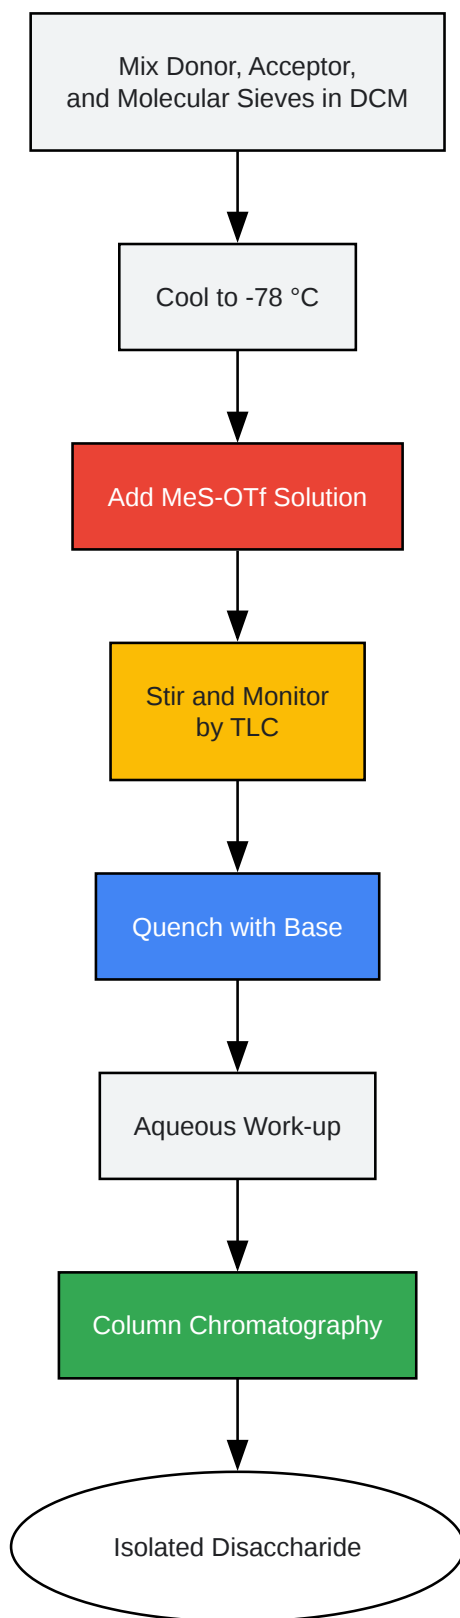 Mix Donor, Acceptor,
and Molecular Sieves in DCM
Cool to -78 °C
Add MeS-OTf Solution
Stir and Monitor
by TLC
Quench with Base
Aqueous Work-up
Column Chromatography
Isolated Disaccharide